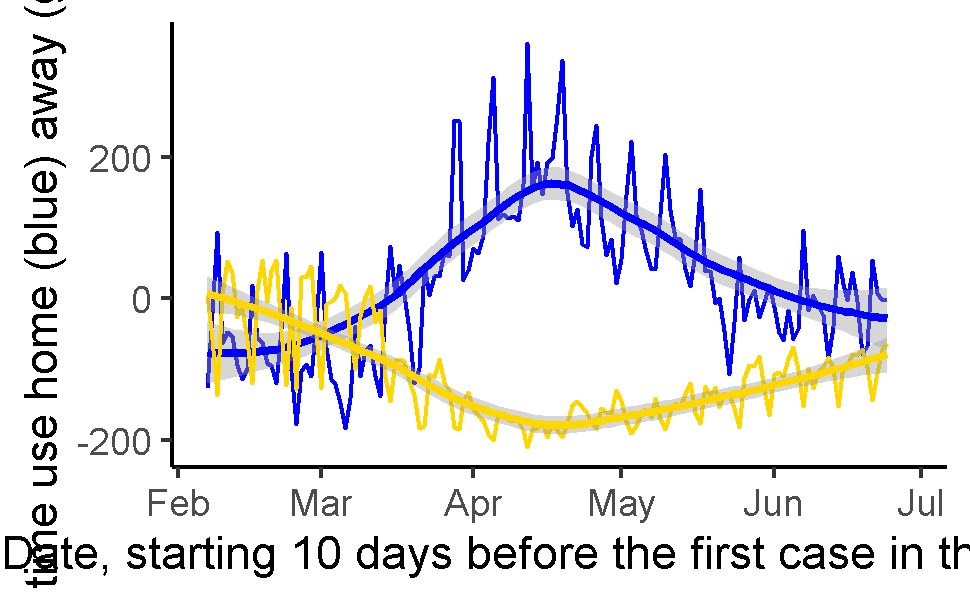 time use home (blue) away (
200
0
-200
Feb Mar Apr May Jun Jul
Date, starting 10 days before the first case in th